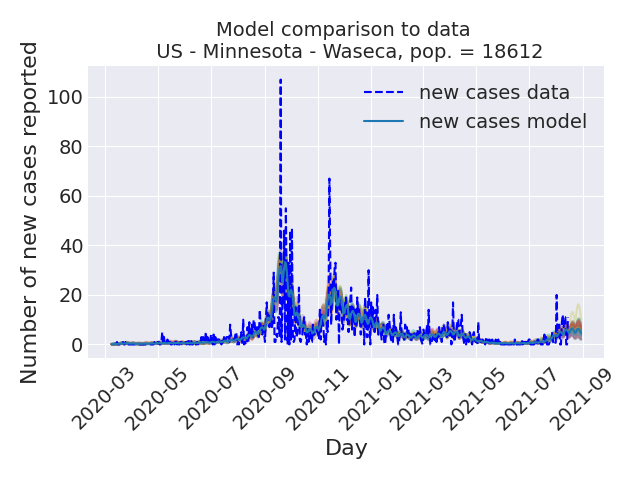 Model comparison to data
US - Minnesota - Waseca, pop. = 18612
Number of new cases reported
100
80
60
40
20
0
new cases data
new cases model
2020-03
2020-05
2020-07
2020-09
2020-11
2021-01
2021-03
2021-05
2021-07
2021-09
Day